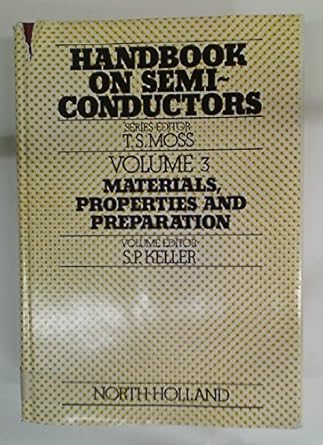 HANDBOOK
ON SEMI-
CONDUCTORS
SERIES EDITOR
T.S. MOSS
VOLUME 3
MATERIALS,
PROPERTIES AND
PREPARATION
VOLUME EDITOR
S.P. KELLER
NORTH-HOLLAND